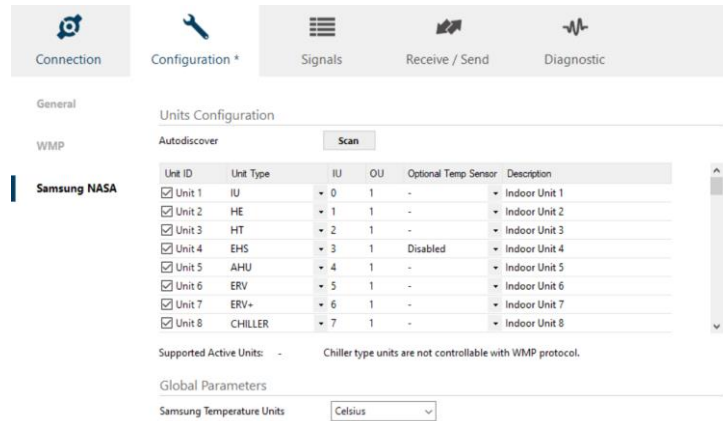 Connection Configuration * Signals Receive / Send Diagnostic
General
WMP
Samsung NASA
Units Configuration
Autodiscover Scan
Unit ID Unit Type IU OU Optional Temp Sensor Description
Unit 1 IU 0 1 - Indoor Unit 1
Unit 2 HE 1 1 - Indoor Unit 2
Unit 3 HT 2 1 - Indoor Unit 3
Unit 4 EHS 3 1 Disabled Indoor Unit 4
Unit 5 AHU 4 1 - Indoor Unit 5
Unit 6 ERV 5 1 - Indoor Unit 6
Unit 7 ERV+ 6 1 - Indoor Unit 7
Unit 8 CHILLER 7 1 - Indoor Unit 8
Supported Active Units: - Chiller type units are not controllable with WMP protocol.
Global Parameters
Samsung Temperature Units Celsius